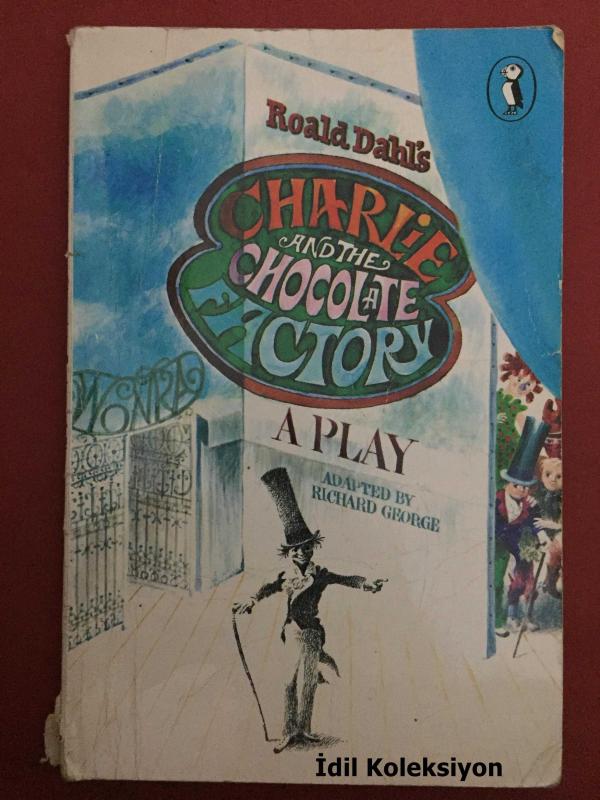 Roald Dahl's
CHARLIE
AND THE
CHOCOLATE
FACTORY
WONKA
A PLAY
ADAPTED BY
RICHARD GEORGE
İdil Koleksiyon